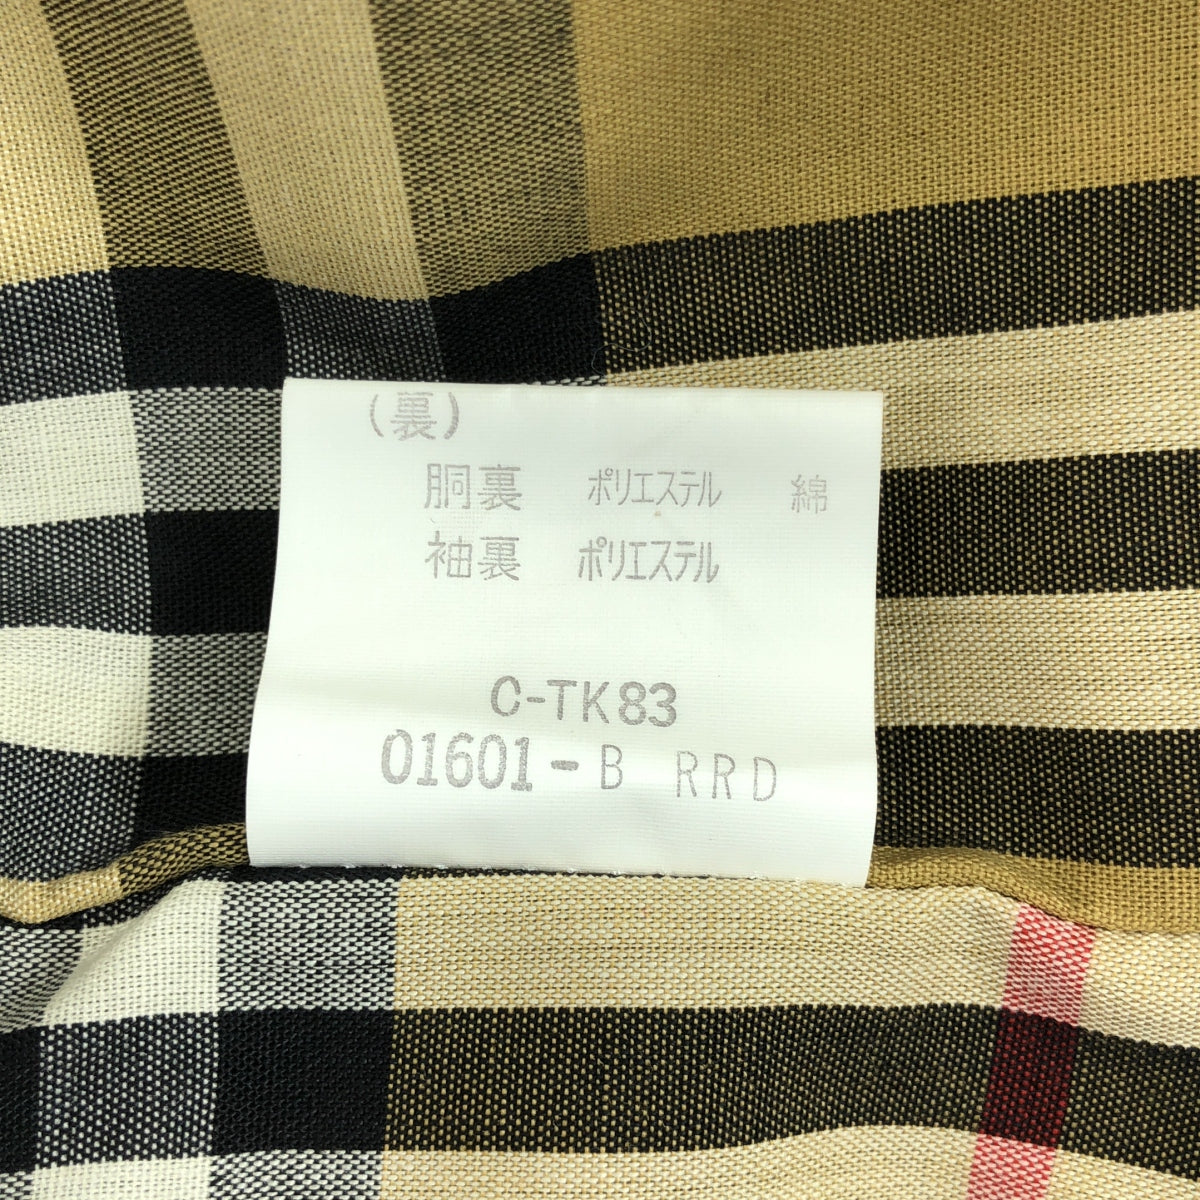 (裏)
胴裏 ポリエステル 綿
袖裏 ポリエステル
C-TK83
01601-B RRD